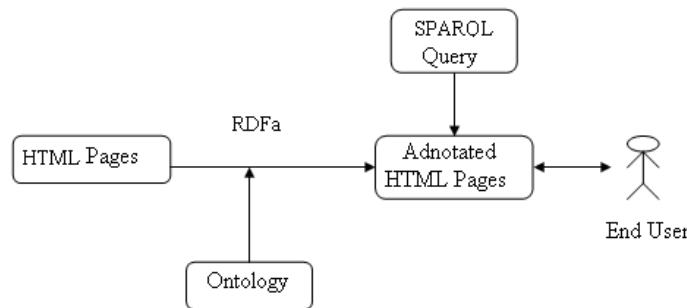 SPARQL
Query
RDFa
HTML Pages
Adnotated
HTML Pages
End User
Ontology